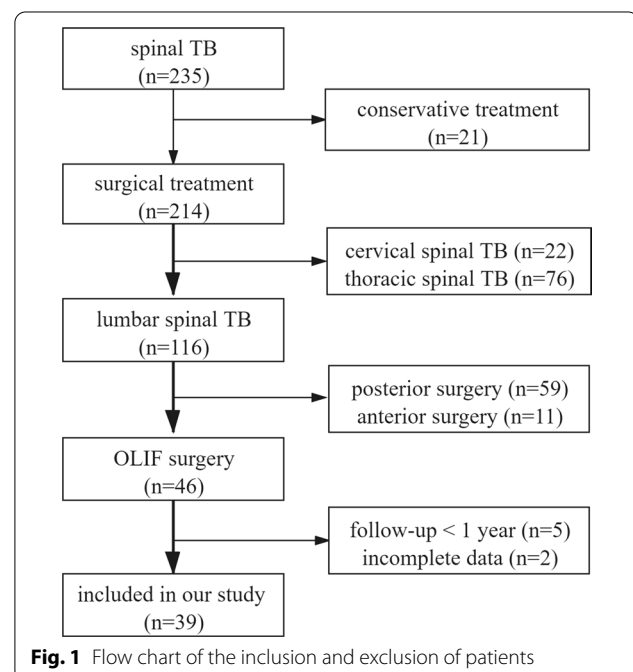 spinal TB
(n=235)
conservative treatment
(n=21)
surgical treatment
(n=214)
cervical spinal TB (n=22)
thoracic spinal TB (n=76)
lumbar spinal TB
(n=116)
posterior surgery (n=59)
anterior surgery (n=11)
OLIF surgery
(n=46)
follow-up < 1 year (n=5)
incomplete data (n=2)
included in our study
(n=39)
Fig. 1 Flow chart of the inclusion and exclusion of patients